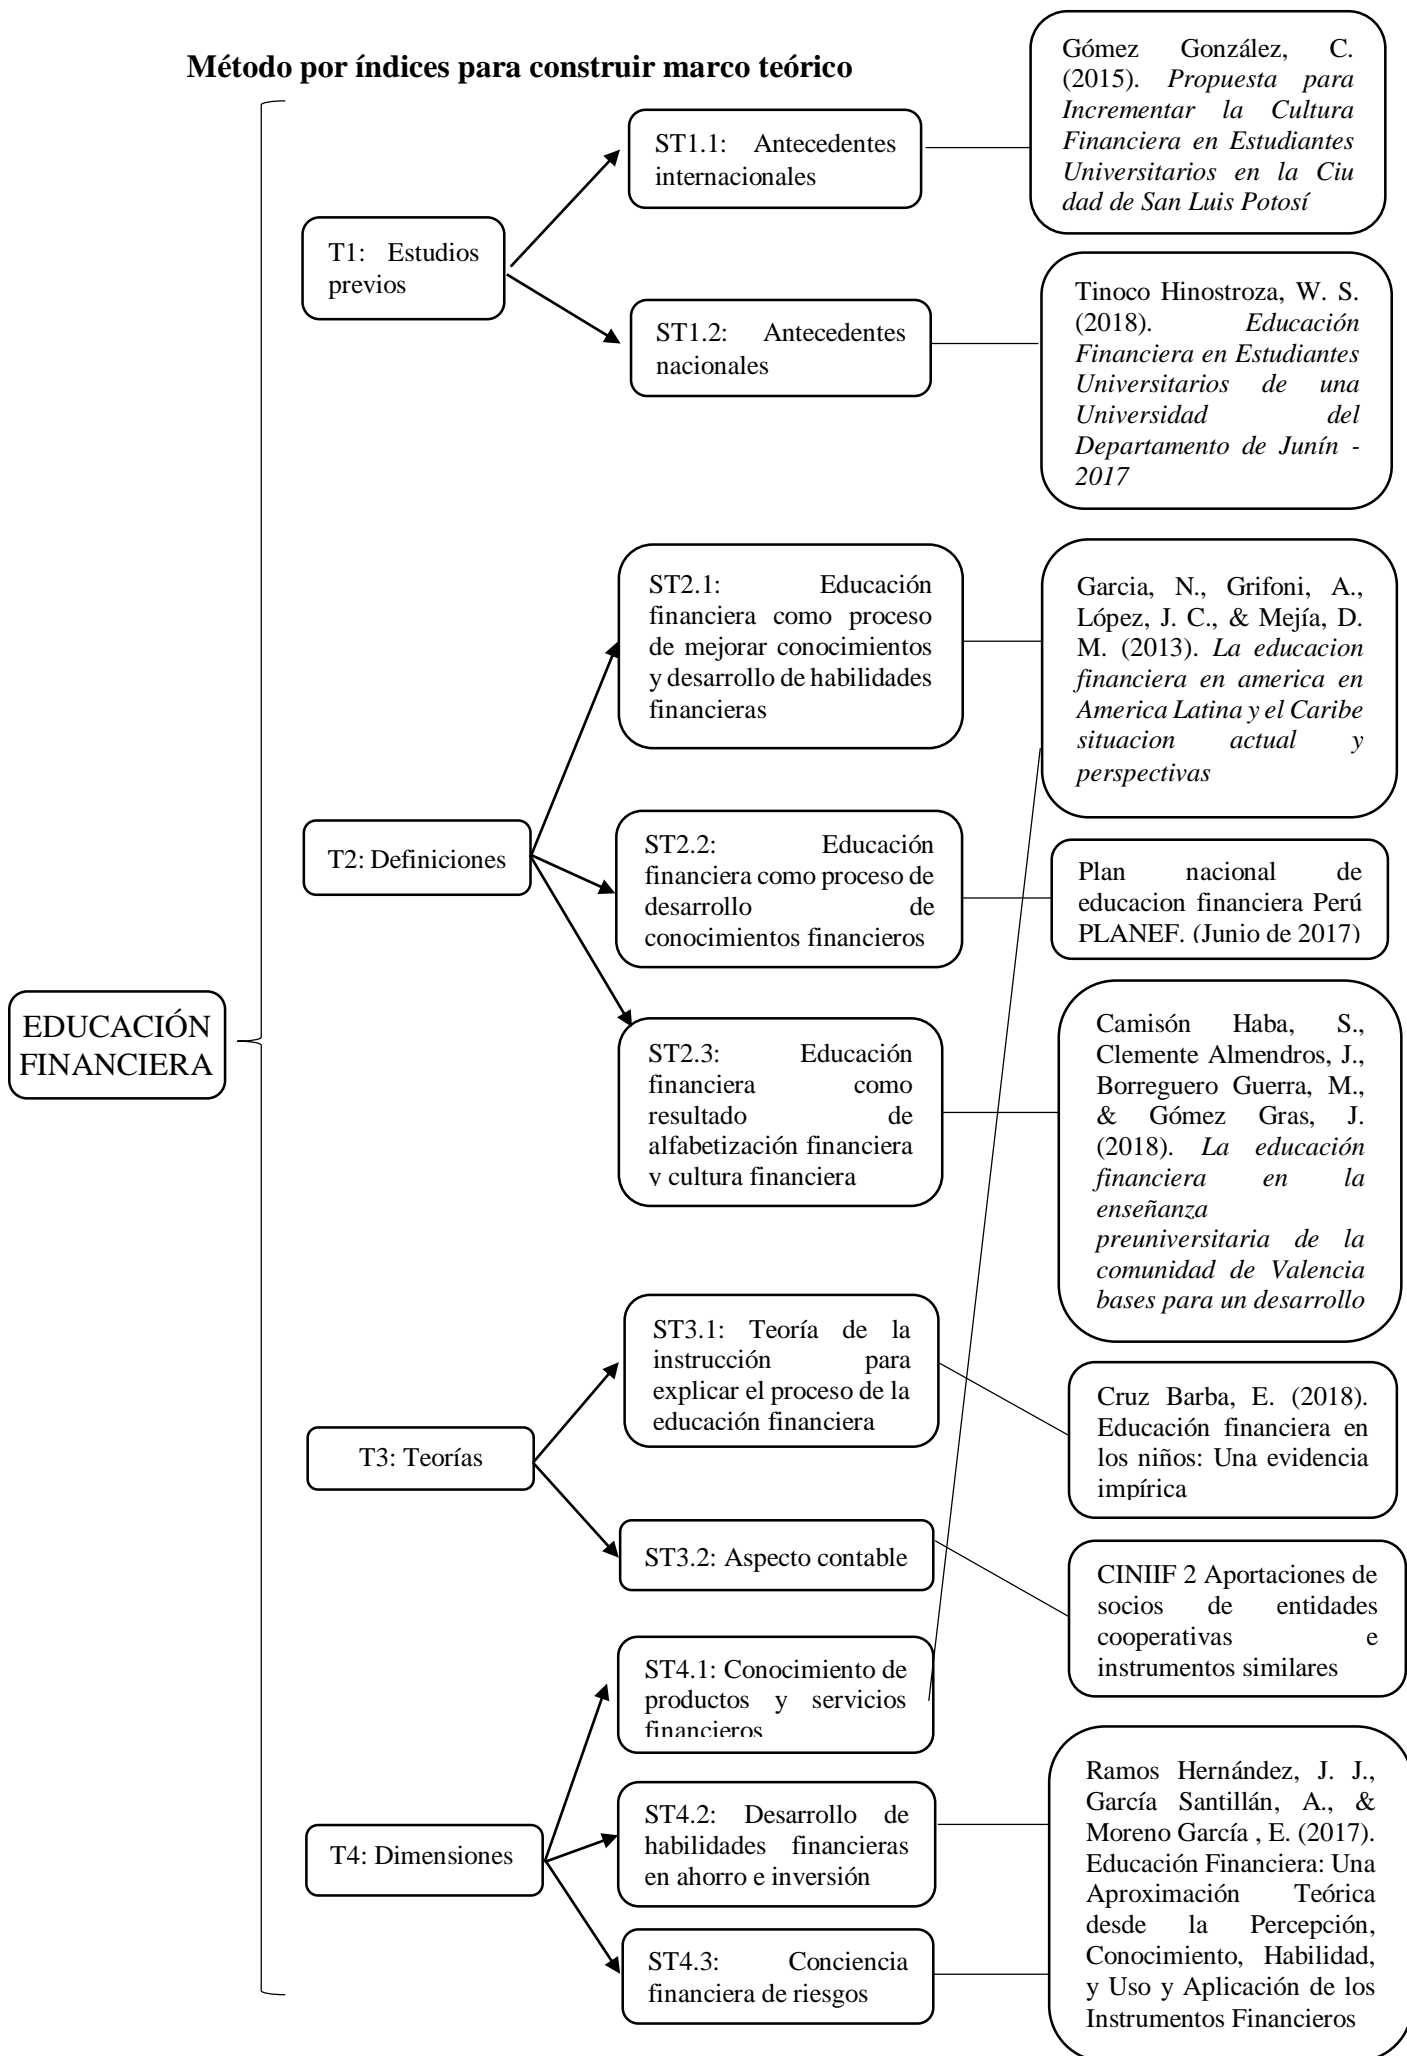 Método por índices para construir marco teórico
EDUCACIÓN
FINANCIERA
T1: Estudios
previos
ST1.1: Antecedentes
internacionales
Gómez González, C.
(2015). Propuesta para
Incrementar la Cultura
Financiera en Estudiantes
Universitarios en la Ciu
dad de San Luis Potosí
ST1.2: Antecedentes
nacionales
Tinoco Hinostroza, W. S.
(2018). Educación
Financiera en Estudiantes
Universitarios de una
Universidad del
Departamento de Junín -
2017
T2: Definiciones
ST2.1: Educación
financiera como proceso
de mejorar conocimientos
y desarrollo de habilidades
financieras
Garcia, N., Grifoni, A.,
López, J. C., & Mejía, D.
M. (2013). La educacion
financiera en america en
America Latina y el Caribe
situacion actual y
perspectivas
ST2.2: Educación
financiera como proceso de
desarrollo de
conocimientos financieros
Plan nacional de
educacion financiera Perú
PLANEF. (Junio de 2017)
ST2.3: Educación
financiera como
resultado de
alfabetización financiera
y cultura financiera
Camisón Haba, S.,
Clemente Almendros, J.,
Borreguero Guerra, M.,
& Gómez Gras, J.
(2018). La educación
financiera en la
enseñanza
preuniversitaria de la
comunidad de Valencia
bases para un desarrollo
T3: Teorías
ST3.1: Teoría de la
instrucción para
explicar el proceso de la
educación financiera
Cruz Barba, E. (2018).
Educación financiera en
los niños: Una evidencia
impírica
ST3.2: Aspecto contable
CINIIF 2 Aportaciones de
socios de entidades
cooperativas e
instrumentos similares
T4: Dimensiones
ST4.1: Conocimiento de
productos y servicios
financieros
ST4.2: Desarrollo de
habilidades financieras
en ahorro e inversión
ST4.3: Conciencia
financiera de riesgos
Ramos Hernández, J. J.,
García Santillán, A., &
Moreno García , E. (2017).
Educación Financiera: Una
Aproximación Teórica
desde la Percepción,
Conocimiento, Habilidad,
y Uso y Aplicación de los
Instrumentos Financieros